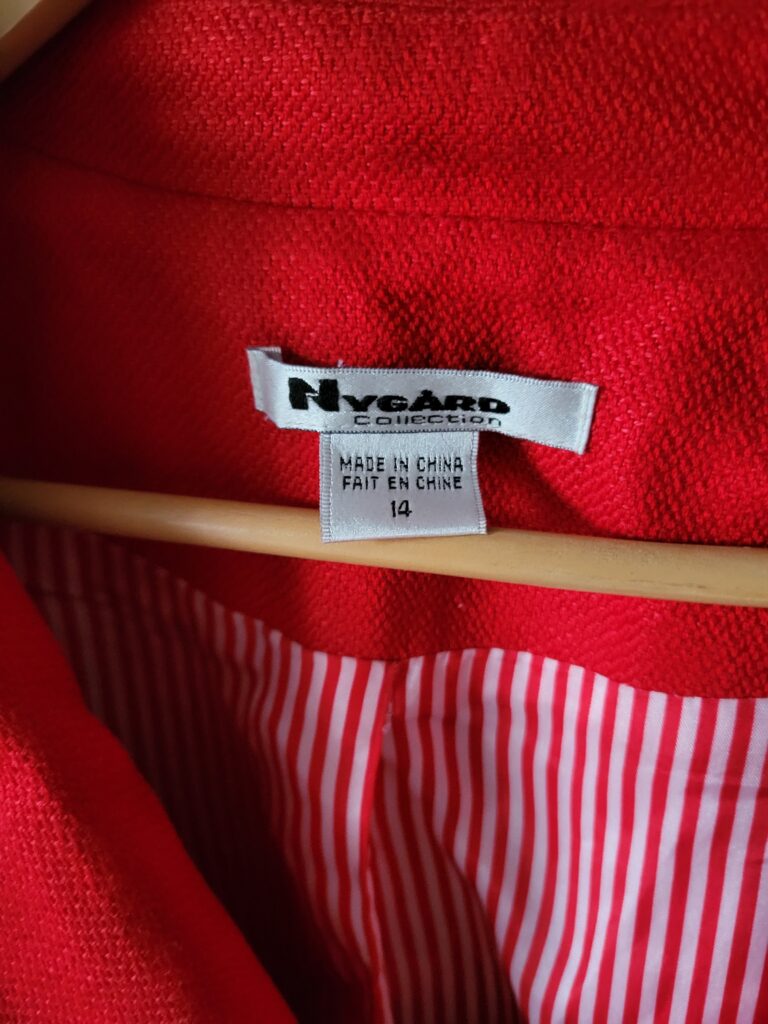 NYGÅRD
Collection
MADE IN CHINA
FAIT EN CHINE
14